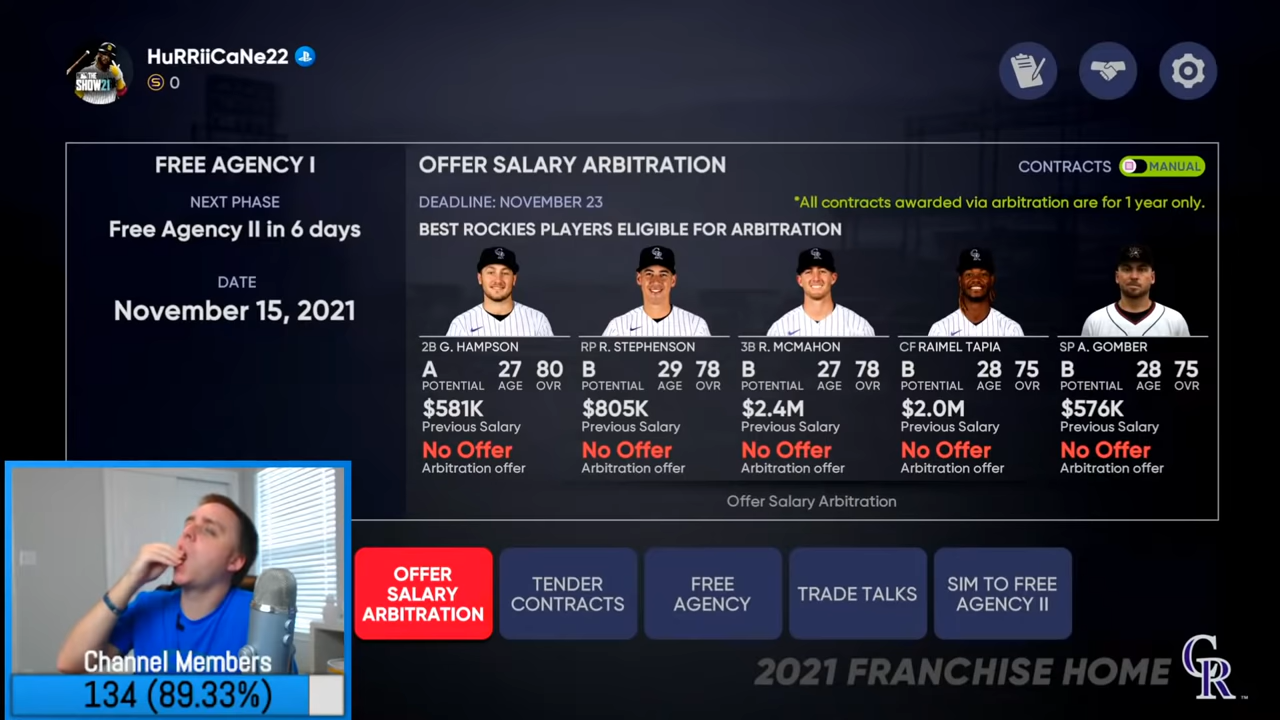 HuRRiiCaNe22
S 0
THE
SHOW21
FREE AGENCY I
NEXT PHASE
Free Agency II in 6 days
DATE
November 15, 2021
OFFER SALARY ARBITRATION
CONTRACTS MANUAL
DEADLINE: NOVEMBER 23
*All contracts awarded via arbitration are for 1 year only.
BEST ROCKIES PLAYERS ELIGIBLE FOR ARBITRATION
2B G. HAMPSON
A 27 80
POTENTIAL AGE OVR
$581K
Previous Salary
No Offer
Arbitration offer
RP R. STEPHENSON
B 29 78
POTENTIAL AGE OVR
$805K
Previous Salary
No Offer
Arbitration offer
3B R. MCMAHON
B 27 78
POTENTIAL AGE OVR
$2.4M
Previous Salary
No Offer
Arbitration offer
CF RAIMEL TAPIA
B 28 75
POTENTIAL AGE OVR
$2.0M
Previous Salary
No Offer
Arbitration offer
SP A. GOMBER
B 28 75
POTENTIAL AGE OVR
$576K
Previous Salary
No Offer
Arbitration offer
Offer Salary Arbitration
OFFER
SALARY
ARBITRATION
TENDER
CONTRACTS
FREE
AGENCY
TRADE TALKS
SIM TO FREE
AGENCY II
2021 FRANCHISE HOME
CR
Channel Members
134 (89.33%)